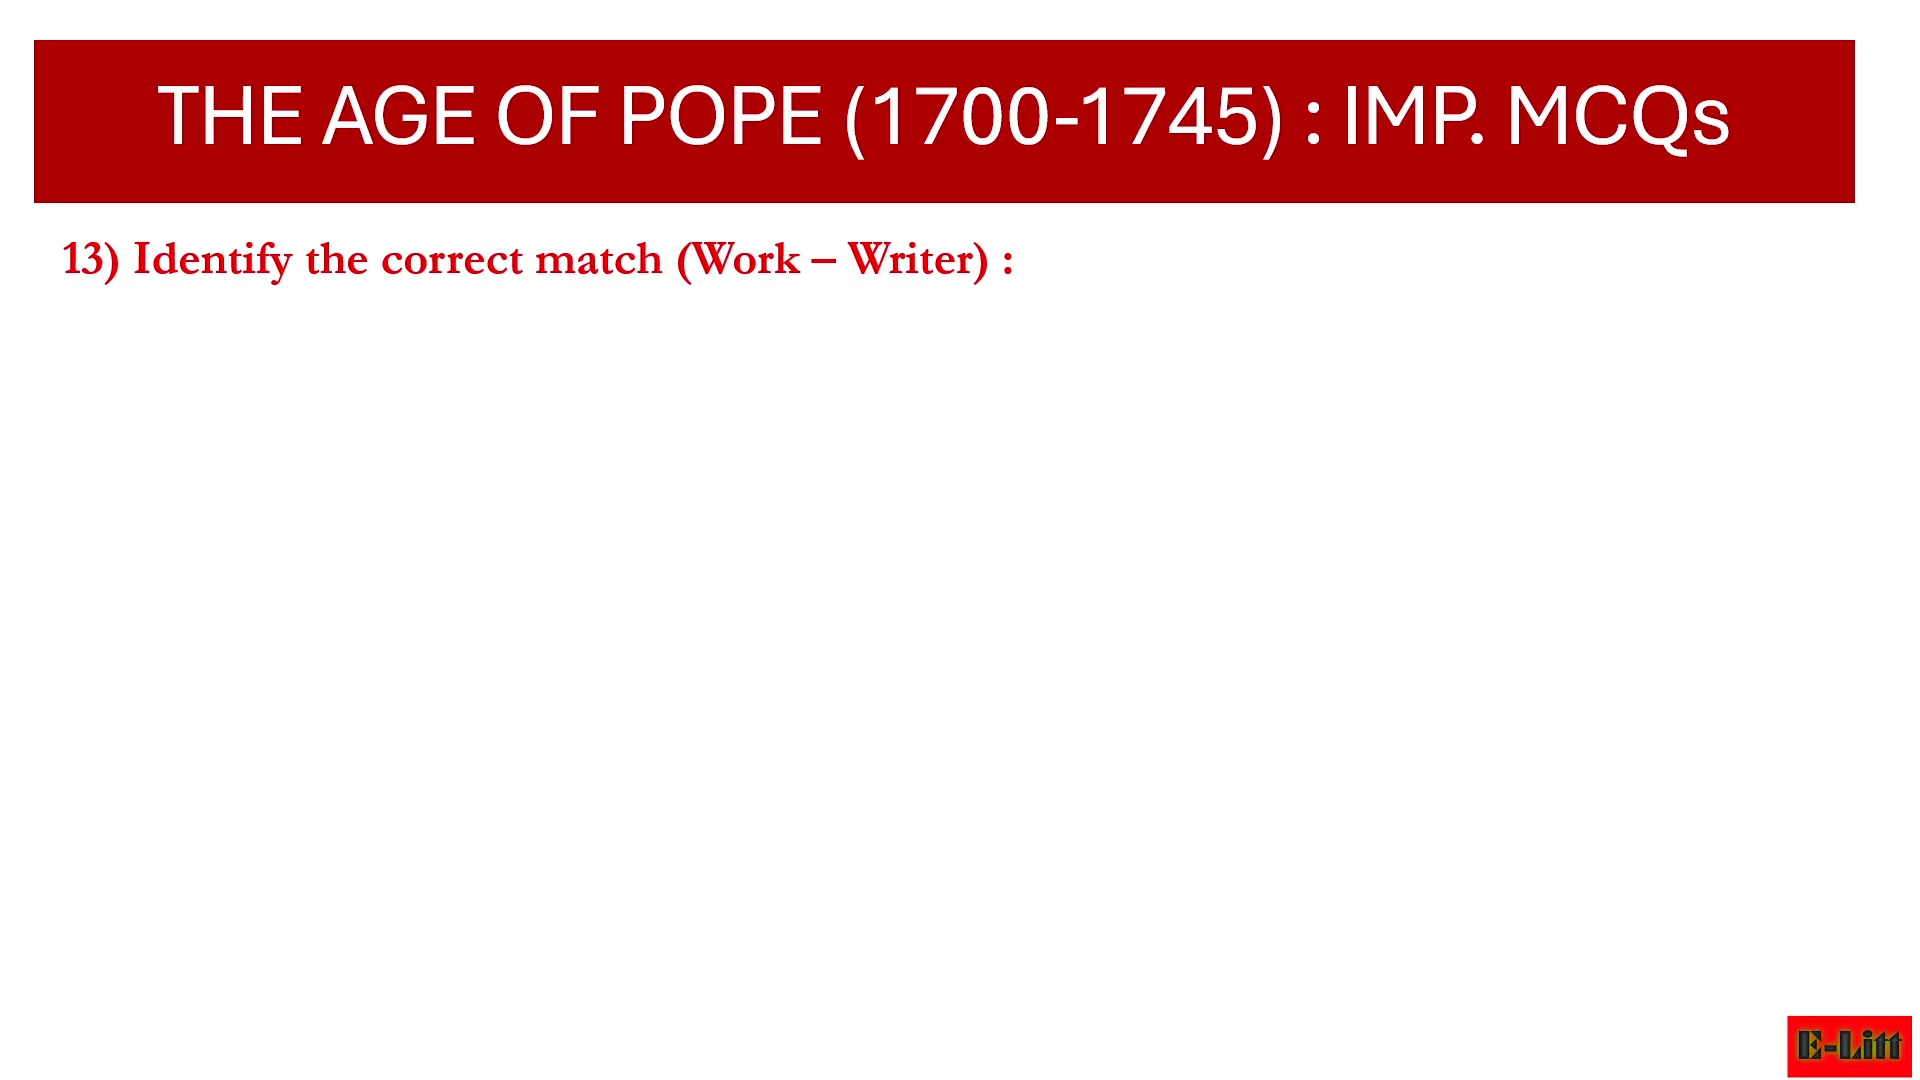 THE AGE OF POPE (1700-1745) : IMP. MCQs
13) Identify the correct match (Work – Writer) :
E-Litt